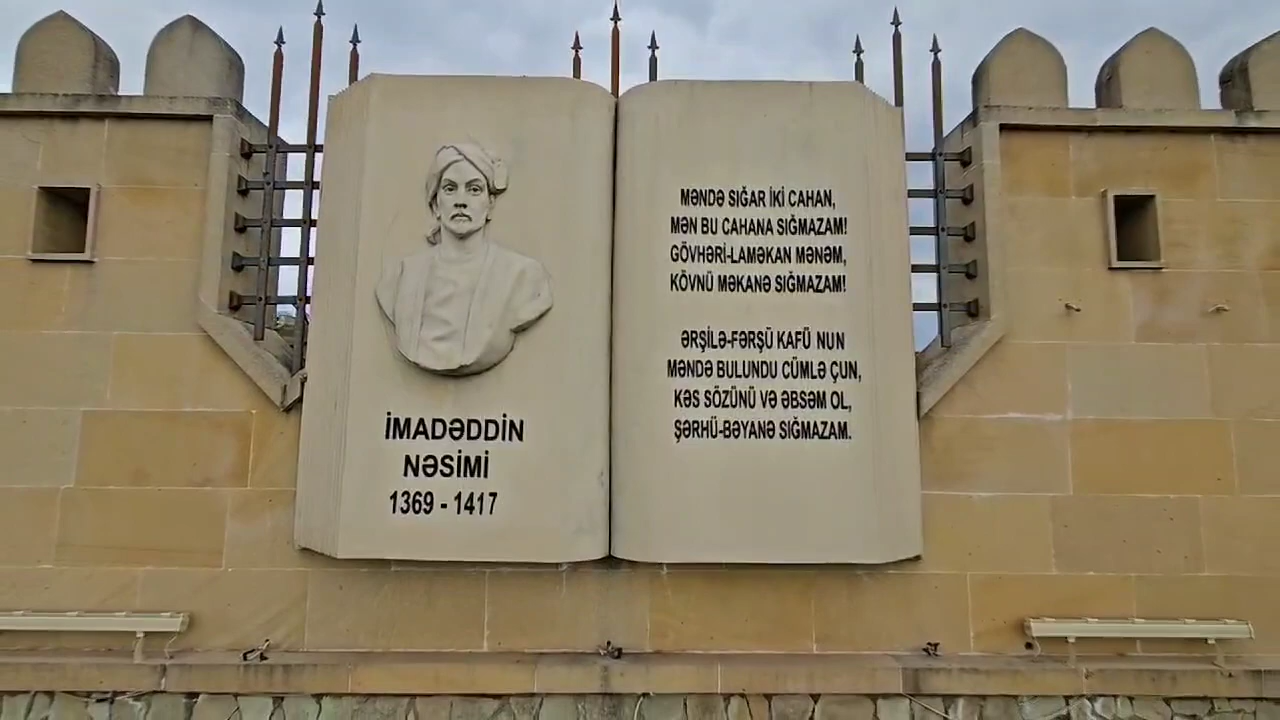 İMADƏDDİN
NƏSİMİ
1369 - 1417
MƏNDƏ SIĞAR İKİ CAHAN,
MƏN BU CAHANA SIĞMAZAM!
GÖVHƏRİ-LAMƏKAN MƏNƏM,
KÖVNÜ MƏKANƏ SIĞMAZAM!
ƏRŞİLƏ-FƏRŞÜ KAFÜ NUN
MƏNDƏ BULUNDU CÜMLƏ ÇUN,
KƏS SÖZÜNÜ VƏ ƏBSƏM OL,
ŞƏRHÜ-BƏYANƏ SIĞMAZAM.